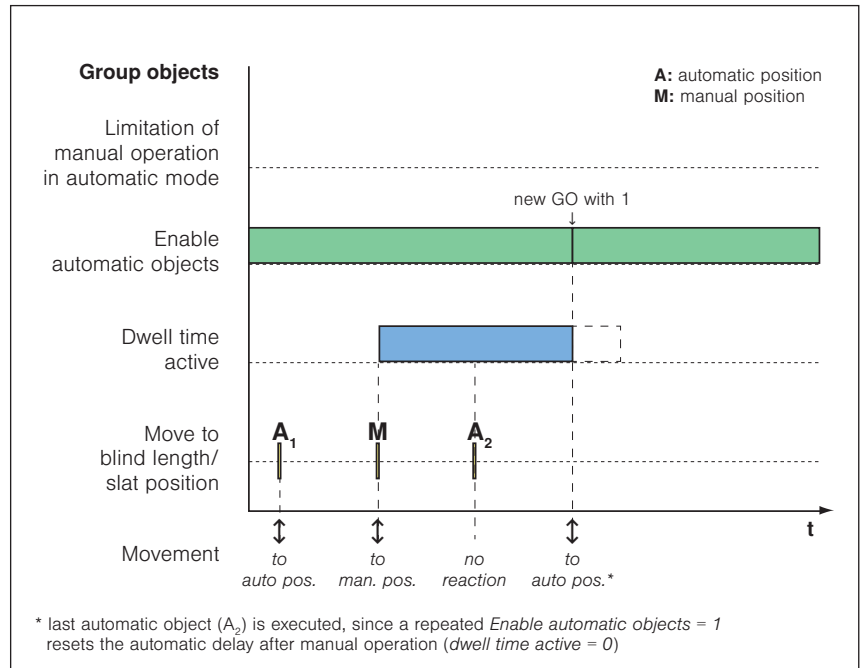 Group objects
A: automatic position
M: manual position
Limitation of
manual operation
in automatic mode
new GO with 1
↓
Enable
automatic objects
Dwell time
active
A₁
M
A₂
Move to
blind length/
slat position
t
Movement
to
auto pos.
to
man. pos.
no
reaction
to
auto pos.*
* last automatic object (A₂) is executed, since a repeated Enable automatic objects = 1
resets the automatic delay after manual operation (dwell time active = 0)